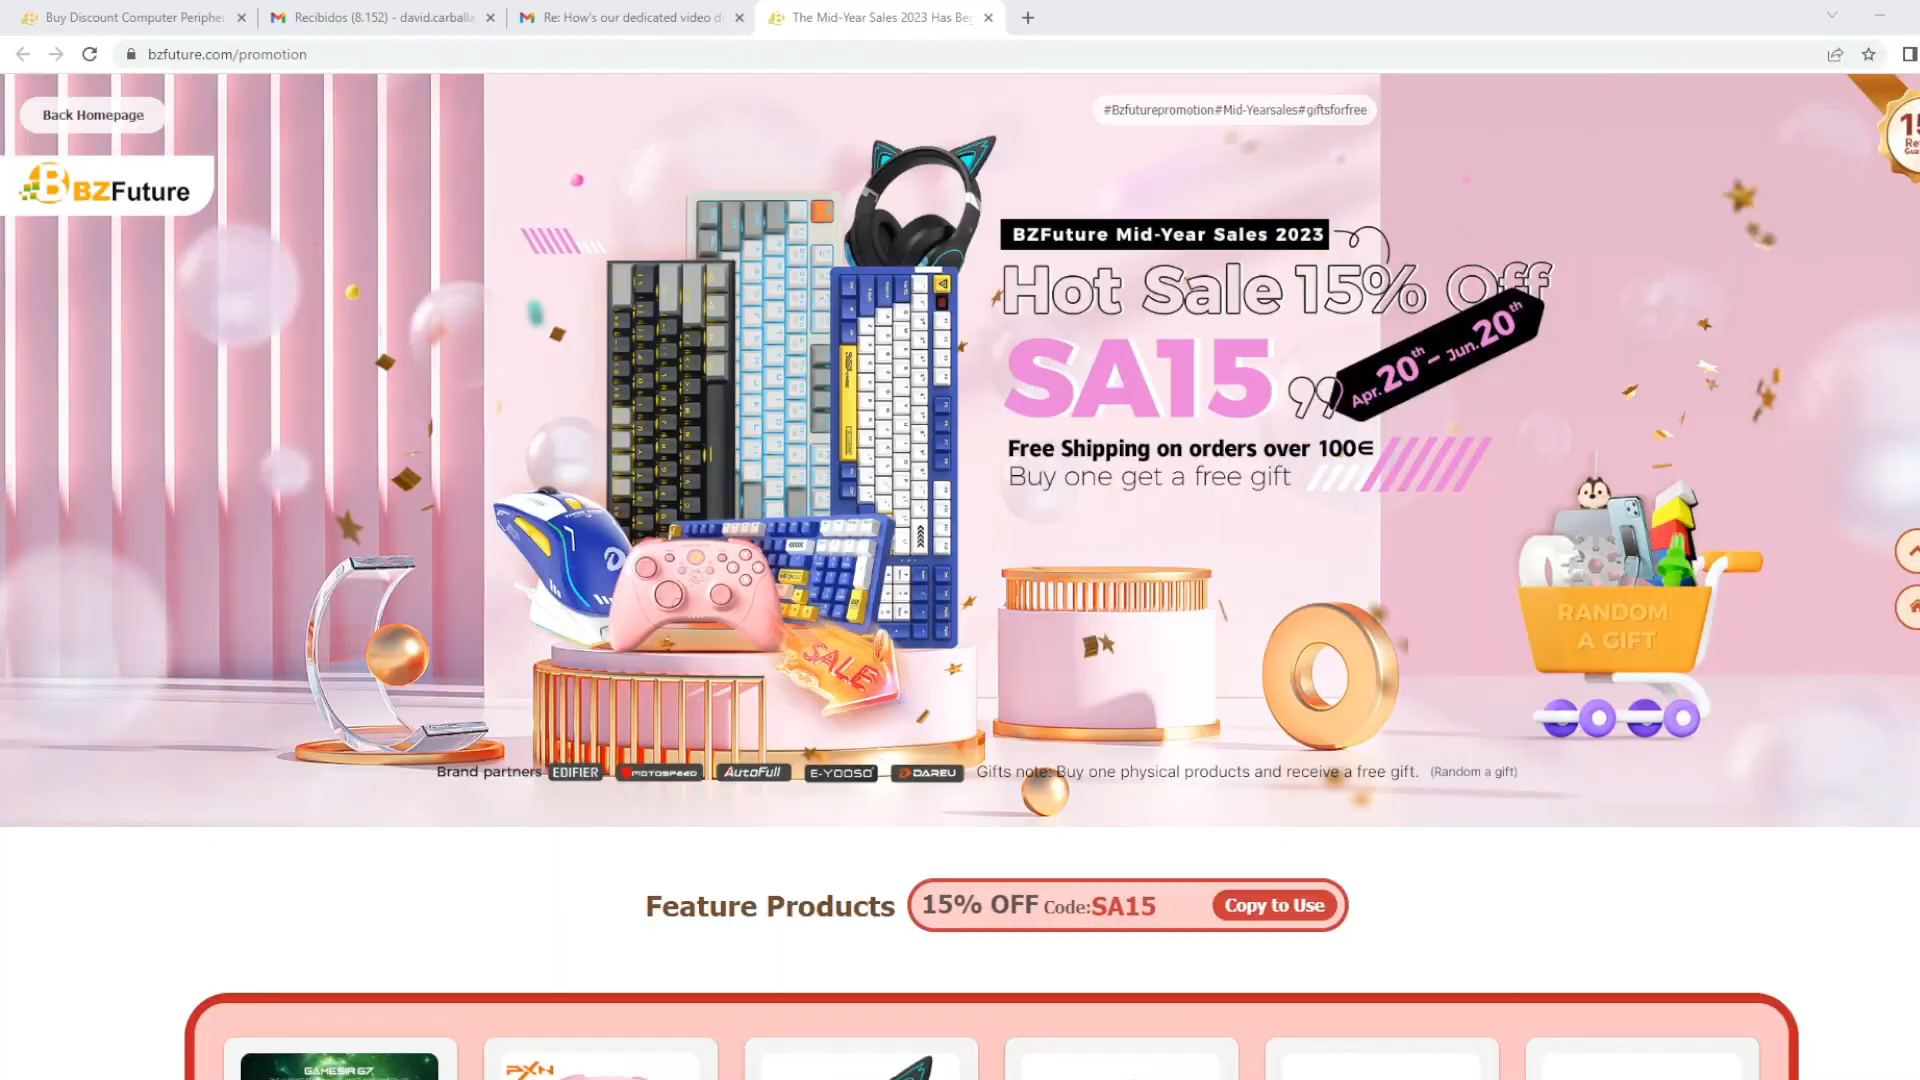 Buy Discount Computer Peripher
Recibidos (8.152) - david.carballa
Re: How's our dedicated video d
The Mid-Year Sales 2023 Has Be
bzfuture.com/promotion
Back Homepage
#Bzfuturepromotion#Mid-Yearsales#giftsforfree
BZFuture
BZFuture Mid-Year Sales 2023
Hot Sale 15% Off
SA15
Apr. 20th – Jun. 20th
Free Shipping on orders over 100€
Buy one get a free gift
RANDOM
A GIFT
SALE
Brand partners EDIFIER MOTOSPEED AutoFull E-YOOSO DAREU Gifts note: Buy one physical products and receive a free gift. (Random a gift)
Feature Products 15% OFF Code:SA15 Copy to Use
GAMESIR G7
PXN